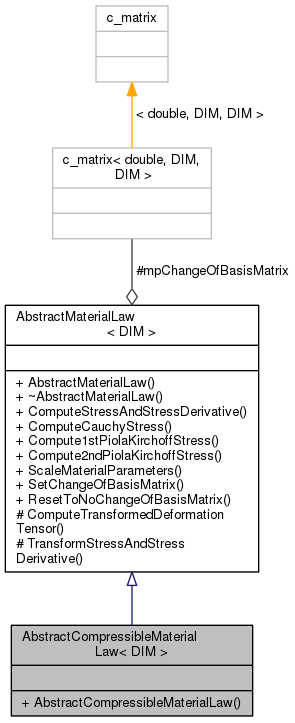 c_matrix
< double, DIM, DIM >
c_matrix< double, DIM,
DIM >
#mpChangeOfBasisMatrix
AbstractMaterialLaw
< DIM >
+ AbstractMaterialLaw()
+ ~AbstractMaterialLaw()
+ ComputeStressAndStressDerivative()
+ ComputeCauchyStress()
+ Compute1stPiolaKirchoffStress()
+ Compute2ndPiolaKirchoffStress()
+ ScaleMaterialParameters()
+ SetChangeOfBasisMatrix()
+ ResetToNoChangeOfBasisMatrix()
# ComputeTransformedDeformation
Tensor()
# TransformStressAndStress
Derivative()
AbstractCompressibleMaterial
Law< DIM >
+ AbstractCompressibleMaterialLaw()